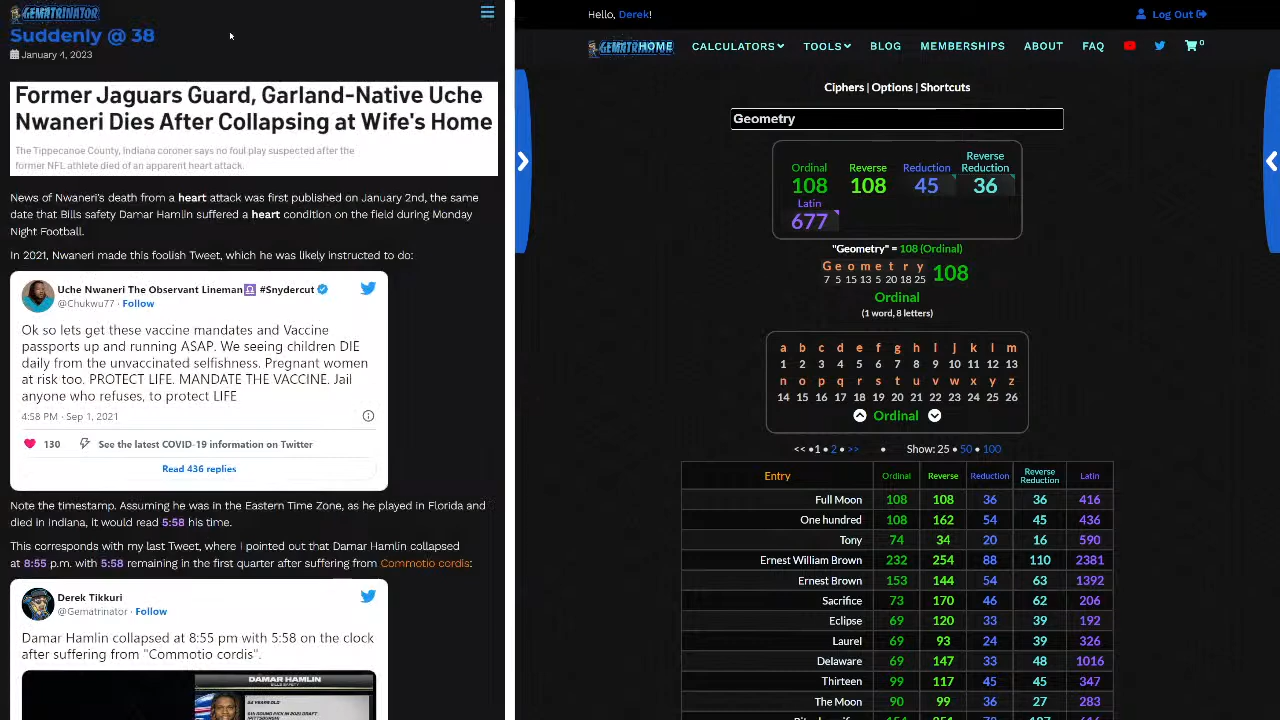 GEMATRINATOR
Suddenly @ 38
January 4, 2023
Former Jaguars Guard, Garland-Native Uche
Nwaneri Dies After Collapsing at Wife's Home
The Tippecanoe County, Indiana coroner says no foul play suspected after the
former NFL athlete died of an apparent heart attack.
News of Nwaneri's death from a heart attack was first published on January 2nd, the same
date that Bills safety Damar Hamlin suffered a heart condition on the field during Monday
Night Football.
In 2021, Nwaneri made this foolish Tweet, which he was likely instructed to do:
Uche Nwaneri The Observant Lineman♎ #Snydercut
@Chukwu77 · Follow
Ok so lets get these vaccine mandates and Vaccine
passports up and running ASAP. We seeing children DIE
daily from the unvaccinated selfishness. Pregnant women
at risk too. PROTECT LIFE. MANDATE THE VACCINE. Jail
anyone who refuses, to protect LIFE
4:58 PM · Sep 1, 2021
130 See the latest COVID-19 information on Twitter
Read 436 replies
Note the timestamp. Assuming he was in the Eastern Time Zone, as he played in Florida and
died in Indiana, it would read 5:58 his time.
This corresponds with my last Tweet, where I pointed out that Damar Hamlin collapsed
at 8:55 p.m. with 5:58 remaining in the first quarter after suffering from Commotio cordis:
Derek Tikkuri
@Gematrinator · Follow
Damar Hamlin collapsed at 8:55 pm with 5:58 on the clock
after suffering from "Commotio cordis".
DAMAR HAMLIN
Hello, Derek!
Log Out
GEMATRINATOR HOME CALCULATORS TOOLS BLOG MEMBERSHIPS ABOUT FAQ 0
Ciphers | Options | Shortcuts
Geometry
Ordinal Reverse Reduction Reverse Reduction
108 108 45 36
Latin
677
"Geometry" = 108 (Ordinal)
G e o m e t r y 108
7 5 15 13 5 20 18 25
Ordinal
(1 word, 8 letters)
a b c d e f g h i j k l m
1 2 3 4 5 6 7 8 9 10 11 12 13
n o p q r s t u v w x y z
14 15 16 17 18 19 20 21 22 23 24 25 26
Ordinal
<< •1 • 2 • >> • Show: 25 • 50 • 100
Entry Ordinal Reverse Reduction Reverse Reduction Latin
Full Moon 108 108 36 36 416
One hundred 108 162 54 45 436
Tony 74 34 20 16 590
Ernest William Brown 232 254 88 110 2381
Ernest Brown 153 144 54 63 1392
Sacrifice 73 170 46 62 206
Eclipse 69 120 33 39 192
Laurel 69 93 24 39 326
Delaware 69 147 33 48 1016
Thirteen 99 117 45 45 347
The Moon 90 99 36 27 283